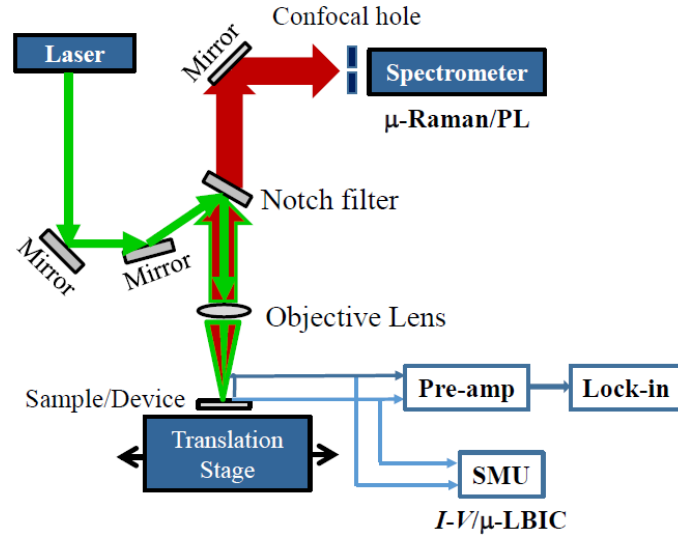 Confocal hole
Laser
Mirror
Spectrometer
μ-Raman/PL
Notch filter
Mirror
Mirror
Objective Lens
Sample/Device
Pre-amp
Lock-in
Translation
Stage
SMU
I-V/μ-LBIC